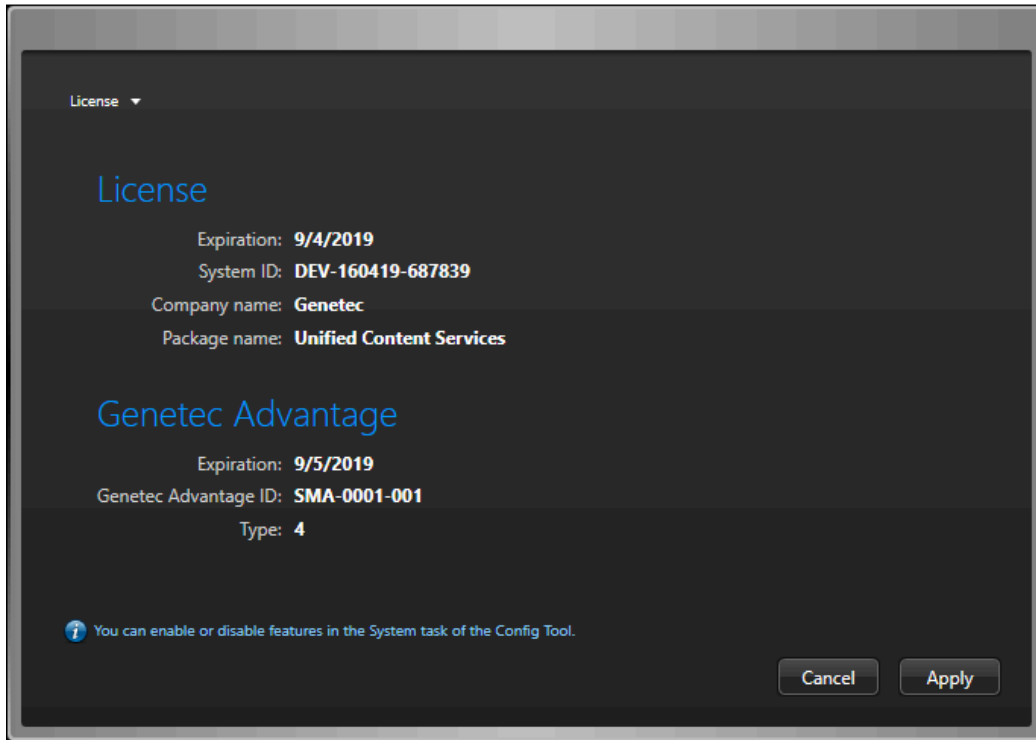 License
License
Expiration: 9/4/2019
System ID: DEV-160419-687839
Company name: Genetec
Package name: Unified Content Services
Genetec Advantage
Expiration: 9/5/2019
Genetec Advantage ID: SMA-0001-001
Type: 4
You can enable or disable features in the System task of the Config Tool.
Cancel Apply